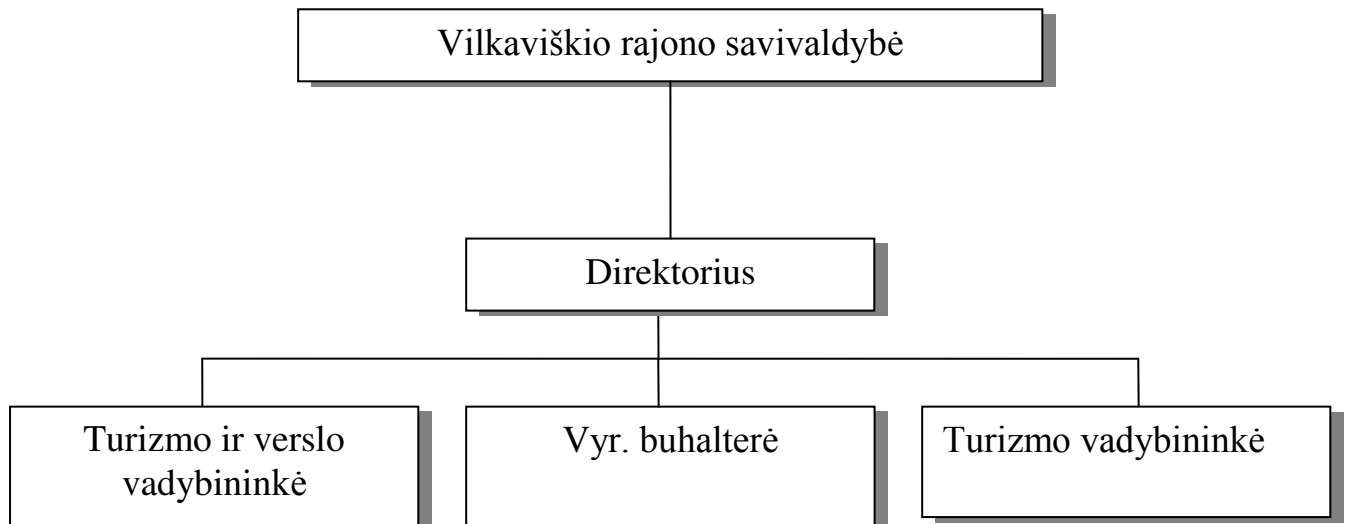 Vilkaviškio rajono savivaldybė
Direktorius
Turizmo ir verslo
vadybininkė
Vyr. buhalterė
Turizmo vadybininkė